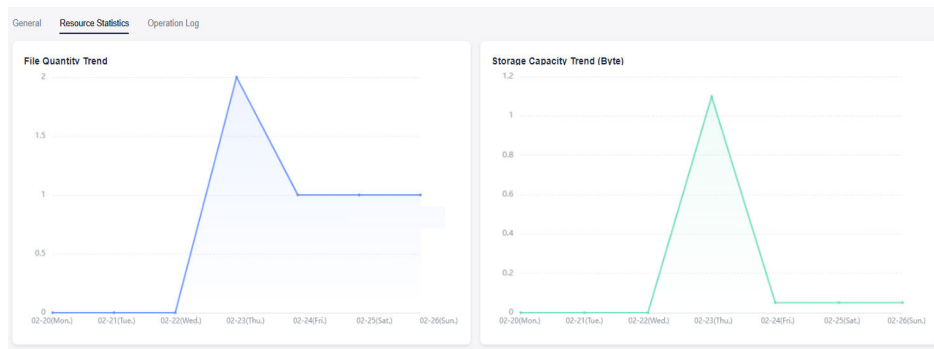 General Resource Statistics Operation Log
File Quantity Trend
2
1.5
1
0.5
0
02-20(Mon.) 02-21(Tue.) 02-22(Wed.) 02-23(Thu.) 02-24(Fri.) 02-25(Sat.) 02-26(Sun.)
Storage Capacity Trend (Byte)
1.2
1
0.8
0.6
0.4
0.2
0
02-20(Mon.) 02-21(Tue.) 02-22(Wed.) 02-23(Thu.) 02-24(Fri.) 02-25(Sat.) 02-26(Sun.)